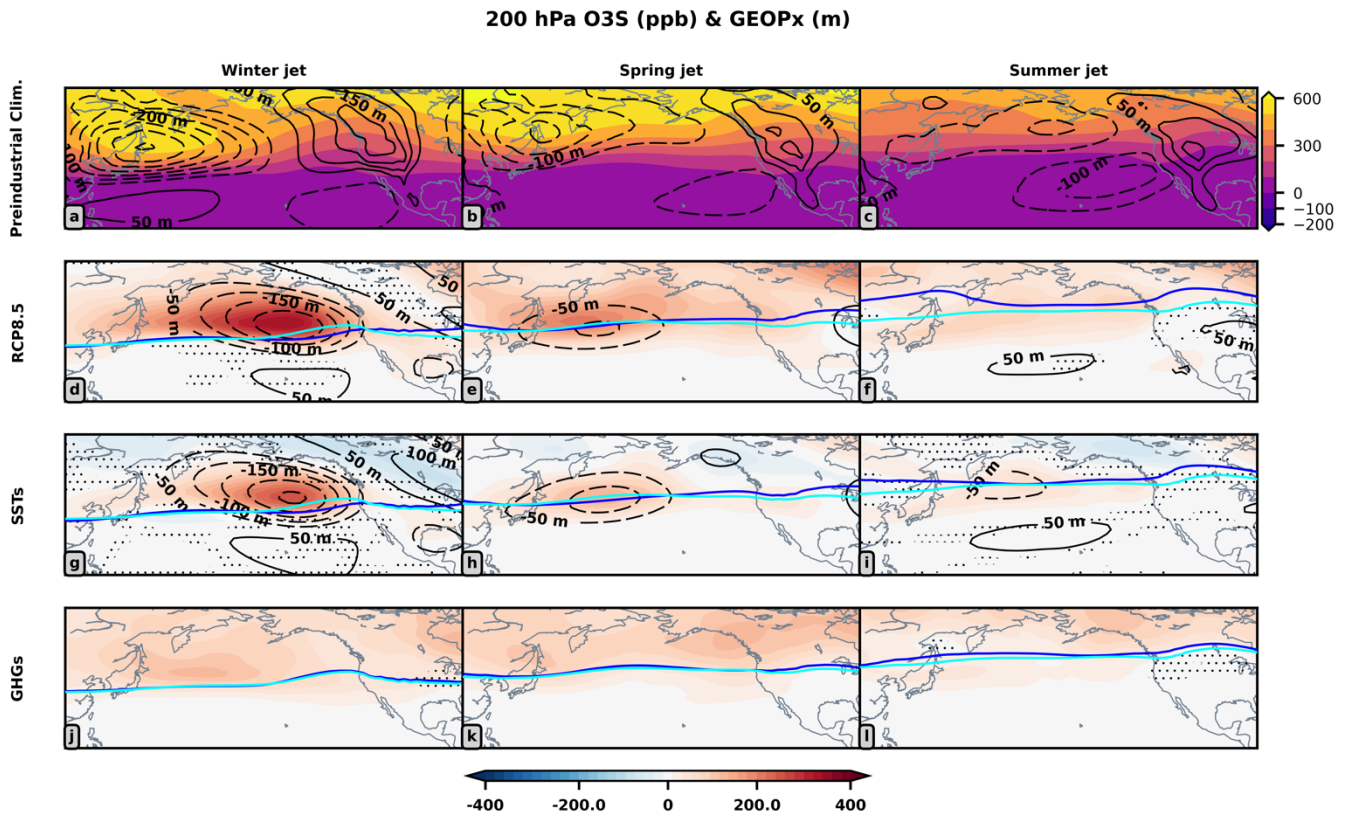 200 hPa O3S (ppb) & GEOPx (m)
Winter jet
Spring jet
Summer jet
Preindustrial Clim.
-200 m
150 m
100 m
50 m
a
-100 m
50 m
b
50 m
-100 m
c
600
300
0
−100
−200
RCP8.5
-50 m
-150 m
-100 m
50 m
50
50 m
d
-50 m
e
50 m
50 m
f
SSTs
-50 m
-150 m
-100 m
50 m
100 m
50 m
g
-50 m
h
-50 m
50 m
i
GHGs
j
k
l
-400
-200.0
0
200.0
400